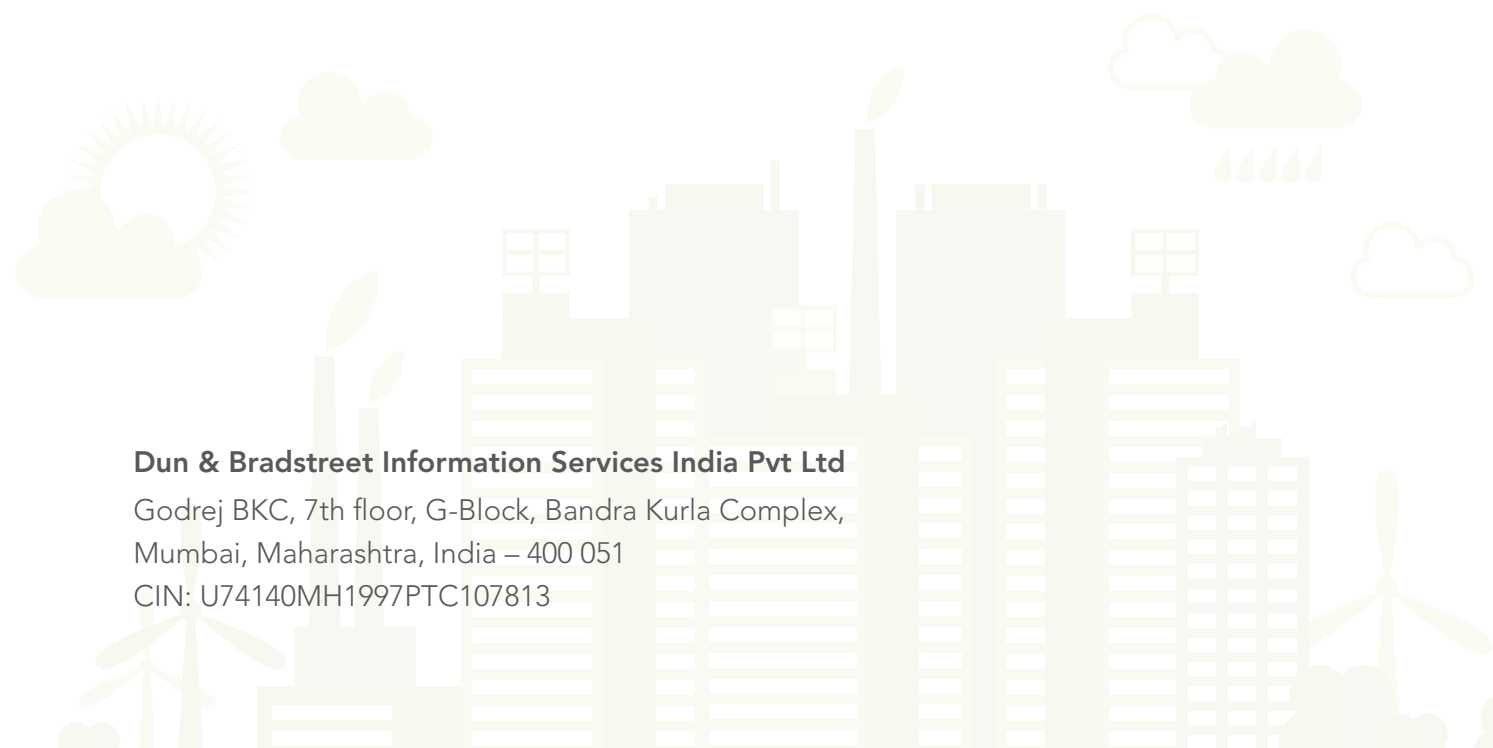 Dun & Bradstreet Information Services India Pvt Ltd
Godrej BKC, 7th floor, G-Block, Bandra Kurla Complex,
Mumbai, Maharashtra, India – 400 051
CIN: U74140MH1997PTC107813